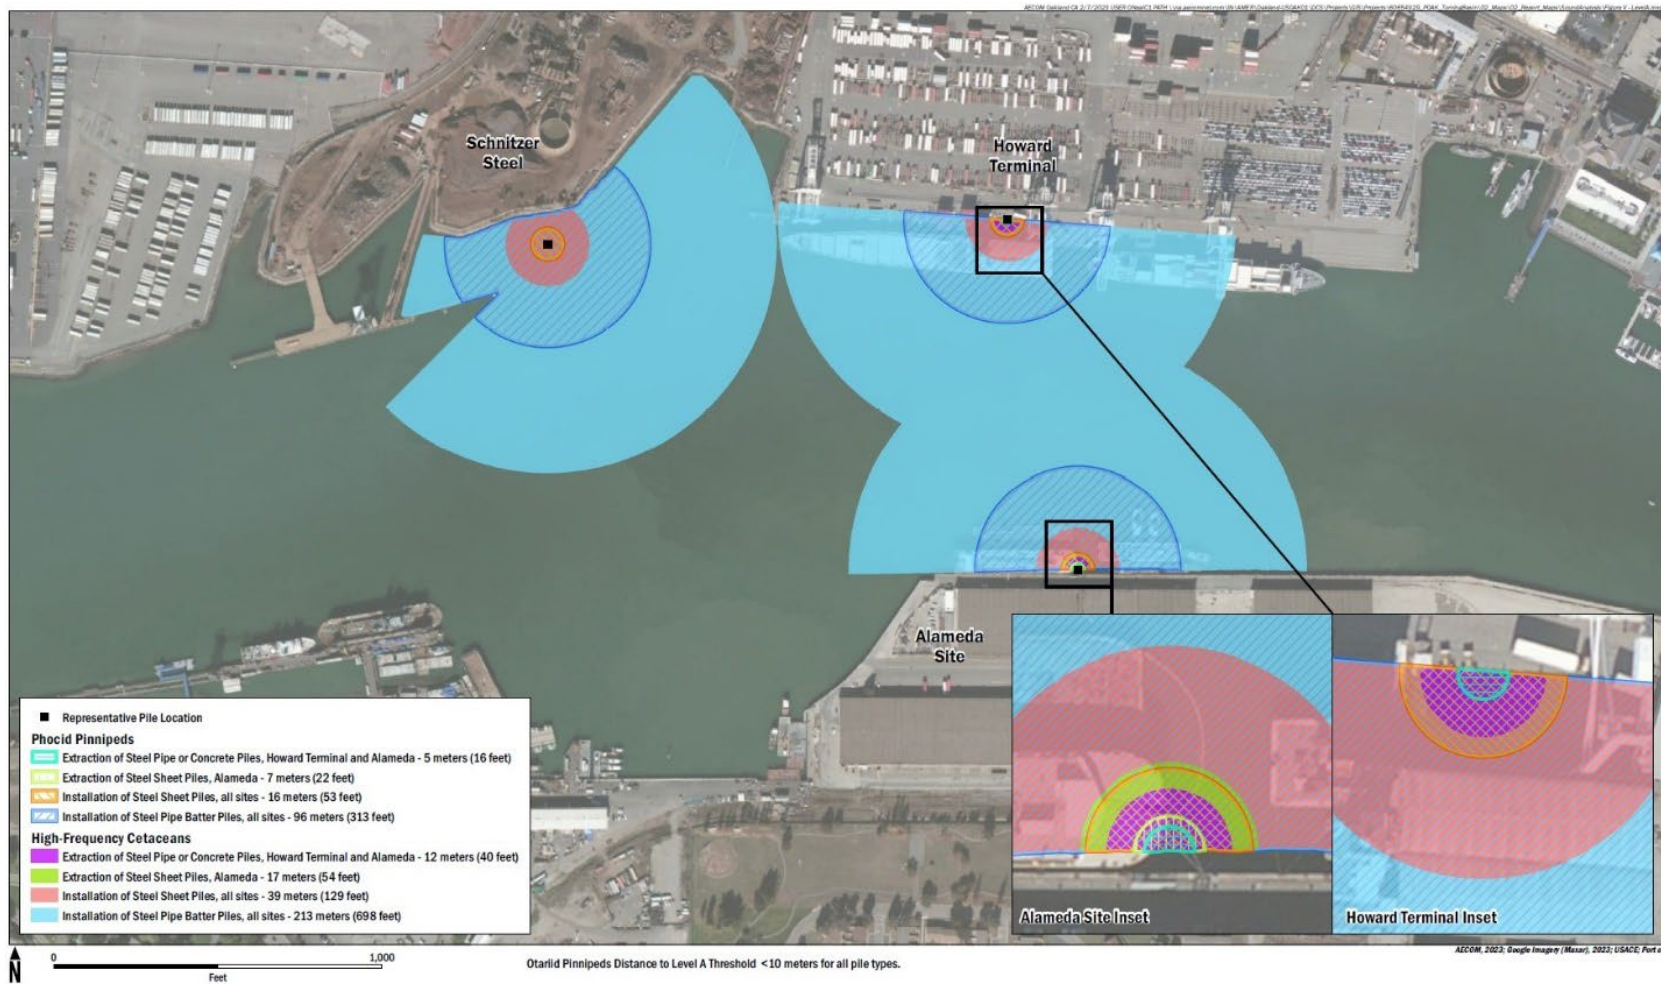 Schnitzer
Steel
Howard
Terminal
Alameda
Site
Representative Pile Location
Phocid Pinnipeds
Extraction of Steel Pipe or Concrete Piles, Howard Terminal and Alameda - 5 meters (16 feet)
Extraction of Steel Sheet Piles, Alameda - 7 meters (22 feet)
Installation of Steel Sheet Piles, all sites - 16 meters (53 feet)
Installation of Steel Pipe Batter Piles, all sites - 96 meters (313 feet)
High-Frequency Cetaceans
Extraction of Steel Pipe or Concrete Piles, Howard Terminal and Alameda - 12 meters (40 feet)
Extraction of Steel Sheet Piles, Alameda - 17 meters (54 feet)
Installation of Steel Sheet Piles, all sites - 39 meters (129 feet)
Installation of Steel Pipe Batter Piles, all sites - 213 meters (698 feet)
Alameda Site Inset
Howard Terminal Inset
AECOM, 2023; Google Imagery (Maxar), 2023; USACE; Port
N
0
1,000
Feet
Otariid Pinnipeds Distance to Level A Threshold <10 meters for all pile types.